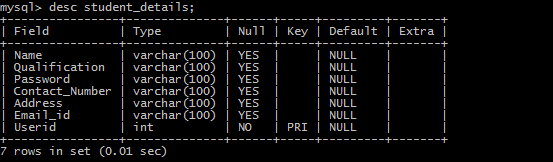 mysql> desc student_details;
+----------------+--------------+------+-----+---------+-------+
| Field          | Type         | Null | Key | Default | Extra |
+----------------+--------------+------+-----+---------+-------+
| Name           | varchar(100) | YES  |     | NULL    |       |
| Qualification  | varchar(100) | YES  |     | NULL    |       |
| Password       | varchar(100) | YES  |     | NULL    |       |
| Contact_Number | varchar(100) | YES  |     | NULL    |       |
| Address        | varchar(100) | YES  |     | NULL    |       |
| Email_id       | varchar(100) | YES  |     | NULL    |       |
| Userid         | int          | NO   | PRI | NULL    |       |
+----------------+--------------+------+-----+---------+-------+
7 rows in set (0.01 sec)